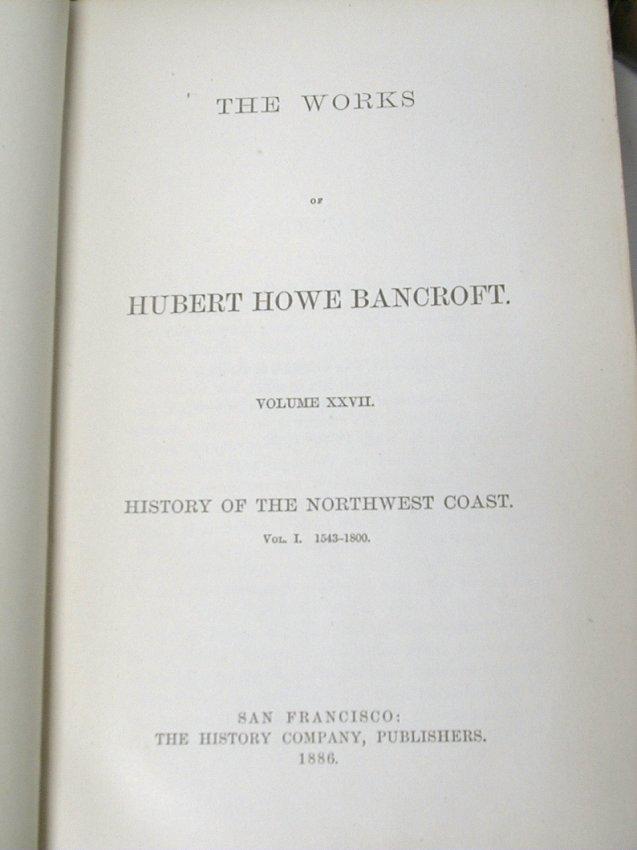 THE WORKS
OF
HUBERT HOWE BANCROFT.
VOLUME XXVII.
HISTORY OF THE NORTHWEST COAST.
VOL. I. 1543-1800.
SAN FRANCISCO:
THE HISTORY COMPANY, PUBLISHERS.
1886.